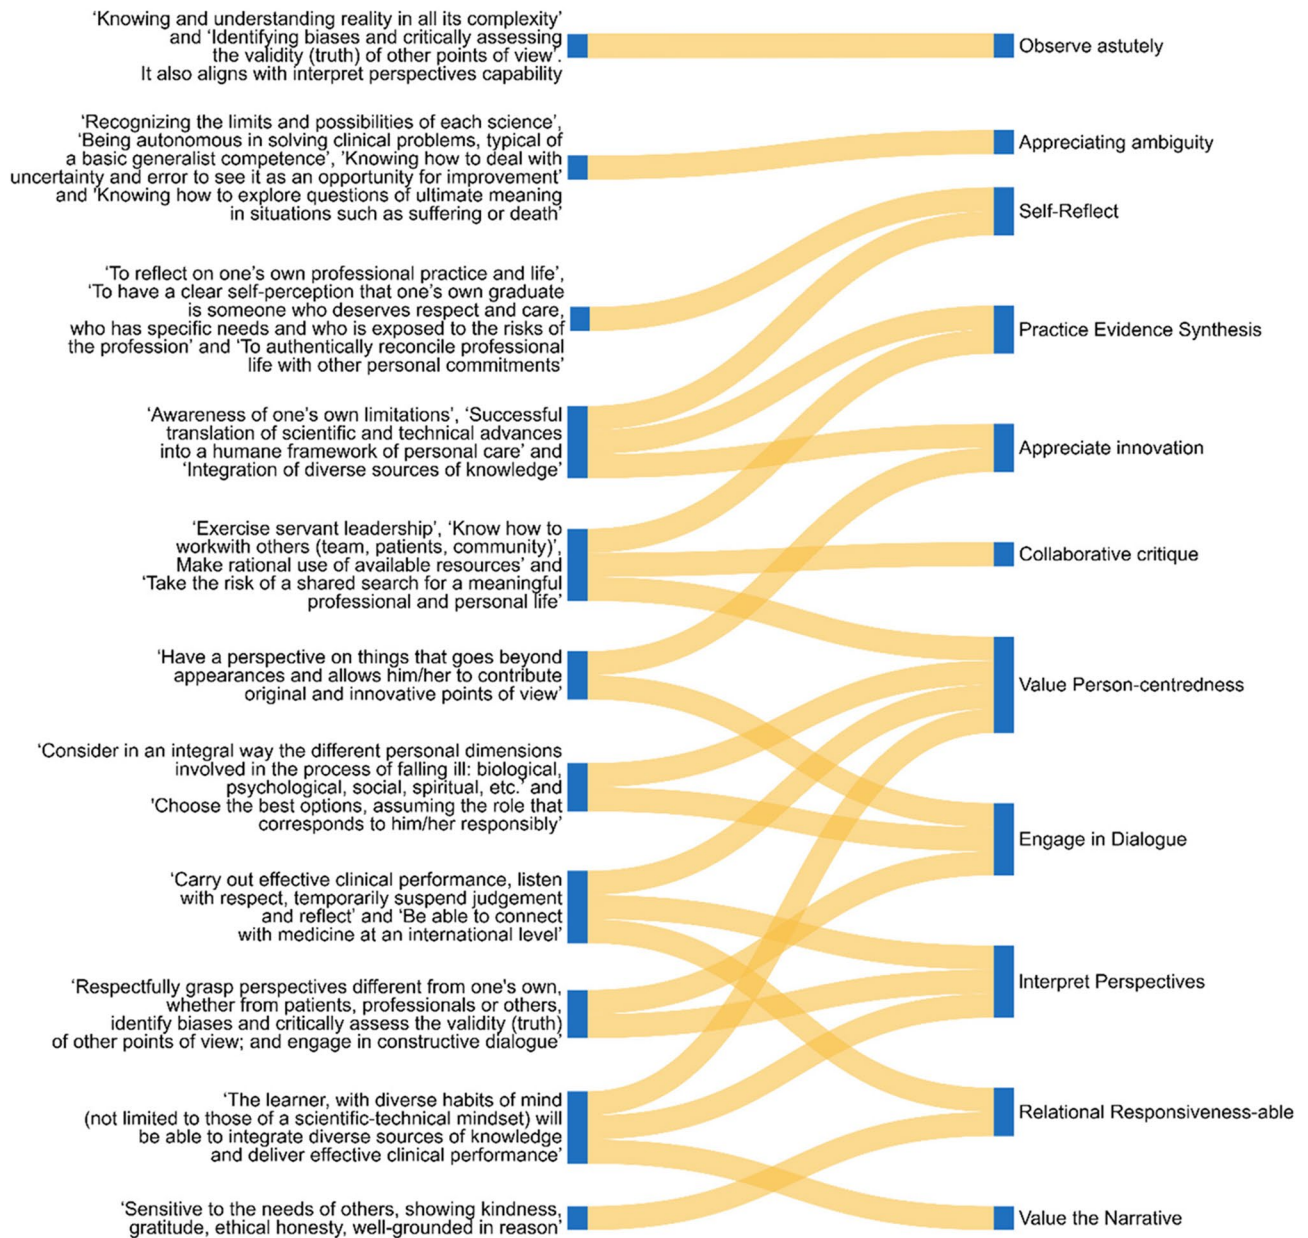 ‘Knowing and understanding reality in all its complexity’
and ‘Identifying biases and critically assessing
the validity (truth) of other points of view’.
It also aligns with interpret perspectives capability
Observe astutely
‘Recognizing the limits and possibilities of each science’,
‘Being autonomous in solving clinical problems, typical of
a basic generalist competence’, ’Knowing how to deal with
uncertainty and error to see it as an opportunity for improvement’
and ’Knowing how to explore questions of ultimate meaning
in situations such as suffering or death’
Appreciating ambiguity
Self-Reflect
‘To reflect on one’s own professional practice and life’,
‘To have a clear self-perception that one’s own graduate
is someone who deserves respect and care,
who has specific needs and who is exposed to the risks of
the profession’ and ‘To authentically reconcile professional
life with other personal commitments’
Practice Evidence Synthesis
‘Awareness of one’s own limitations’, ‘Successful
translation of scientific and technical advances
into a humane framework of personal care’ and
‘Integration of diverse sources of knowledge’
Appreciate innovation
‘Exercise servant leadership’, ‘Know how to
workwith others (team, patients, community)’,
Make rational use of available resources’ and
‘Take the risk of a shared search for a meaningful
professional and personal life’
Collaborative critique
‘Have a perspective on things that goes beyond
appearances and allows him/her to contribute
original and innovative points of view’
Value Person-centredness
‘Consider in an integral way the different personal dimensions
involved in the process of falling ill: biological,
psychological, social, spiritual, etc.’ and
’Choose the best options, assuming the role that
corresponds to him/her responsibly’
Engage in Dialogue
‘Carry out effective clinical performance, listen
with respect, temporarily suspend judgement
and reflect’ and ‘Be able to connect
with medicine at an international level’
Interpret Perspectives
‘Respectfully grasp perspectives different from one's own,
whether from patients, professionals or others,
identify biases and critically assess the validity (truth)
of other points of view; and engage in constructive dialogue’
Relational Responsiveness-able
‘The learner, with diverse habits of mind
(not limited to those of a scientific-technical mindset) will
be able to integrate diverse sources of knowledge
and deliver effective clinical performance’
Value the Narrative
‘Sensitive to the needs of others, showing kindness,
gratitude, ethical honesty, well-grounded in reason’